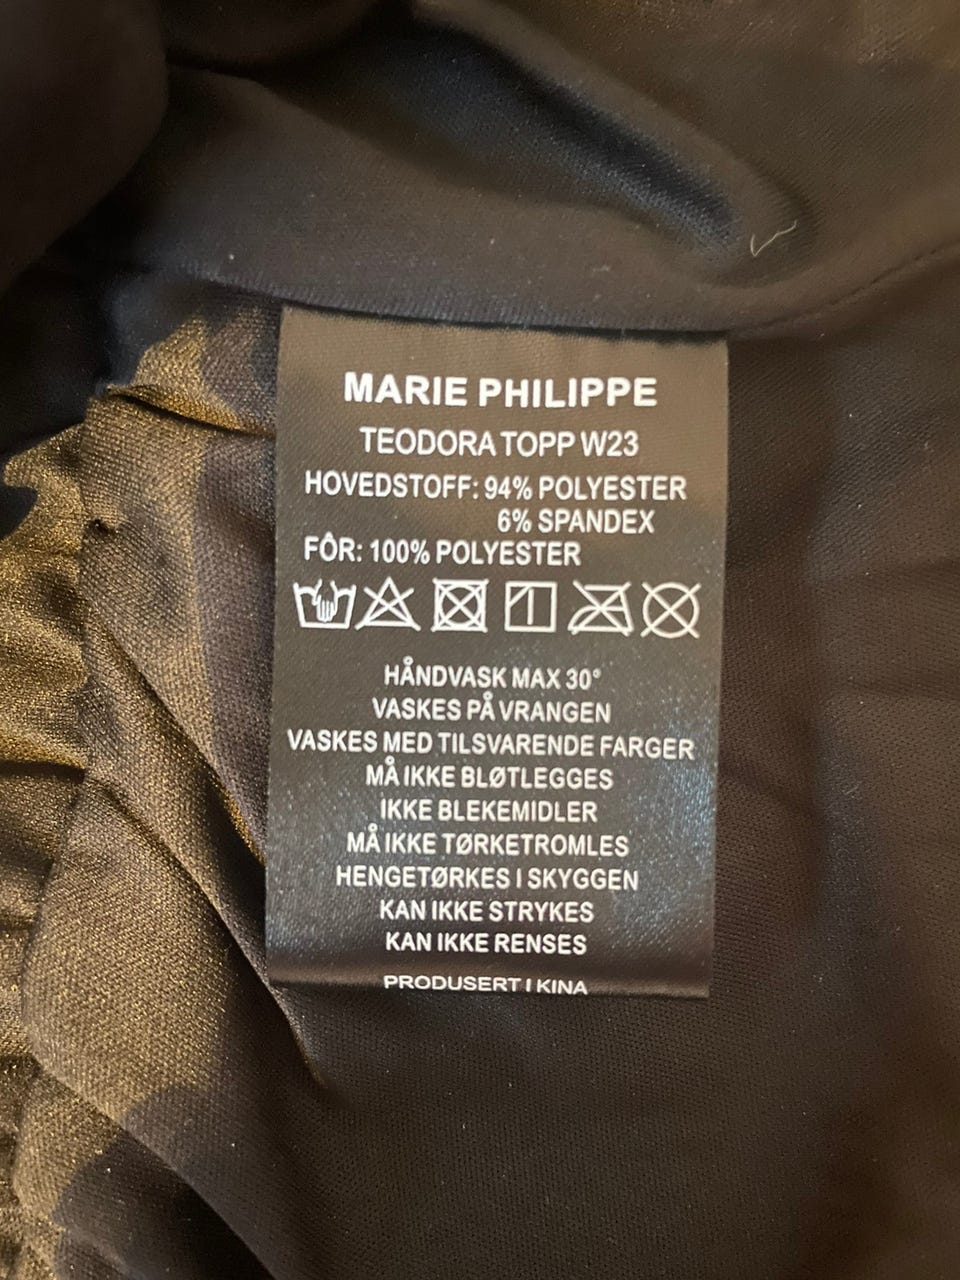 MARIE PHILIPPE
TEODORA TOPP W23
HOVEDSTOFF: 94% POLYESTER
6% SPANDEX
FÔR: 100% POLYESTER
HÅNDVASK MAX 30°
VASKES PÅ VRANGEN
VASKES MED TILSVARENDE FARGER
MÅ IKKE BLØTLEGGES
IKKE BLEKEMIDLER
MÅ IKKE TØRKETROMLES
HENGETØRKES I SKYGGEN
KAN IKKE STRYKES
KAN IKKE RENSES
PRODUSERT I KINA